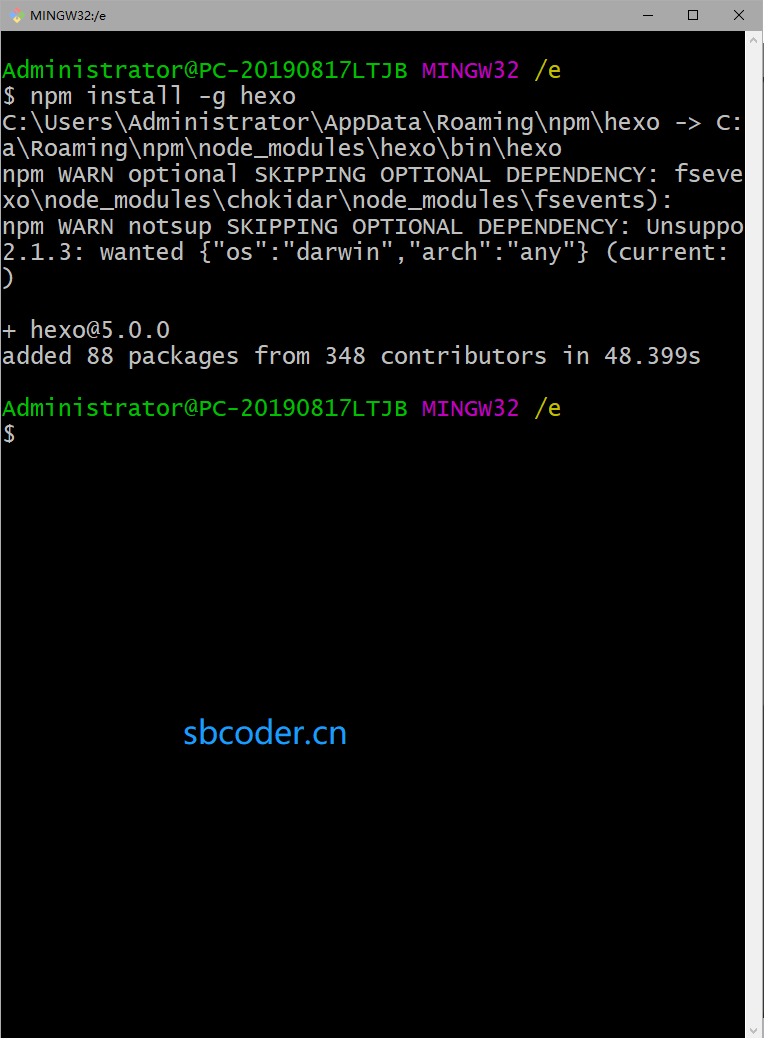 MINGW32:/e
Administrator@PC-20190817LTJB MINGW32 /e
$ npm install -g hexo
C:\Users\Administrator\AppData\Roaming\npm\hexo -> C:
a\Roaming\npm\node_modules\hexo\bin\hexo
npm WARN optional SKIPPING OPTIONAL DEPENDENCY: fseve
xo\node_modules\chokidar\node_modules\fsevents):
npm WARN notsup SKIPPING OPTIONAL DEPENDENCY: Unsuppo
2.1.3: wanted {"os":"darwin","arch":"any"} (current:
)
+ hexo@5.0.0
added 88 packages from 348 contributors in 48.399s
Administrator@PC-20190817LTJB MINGW32 /e
$
sbcoder.cn